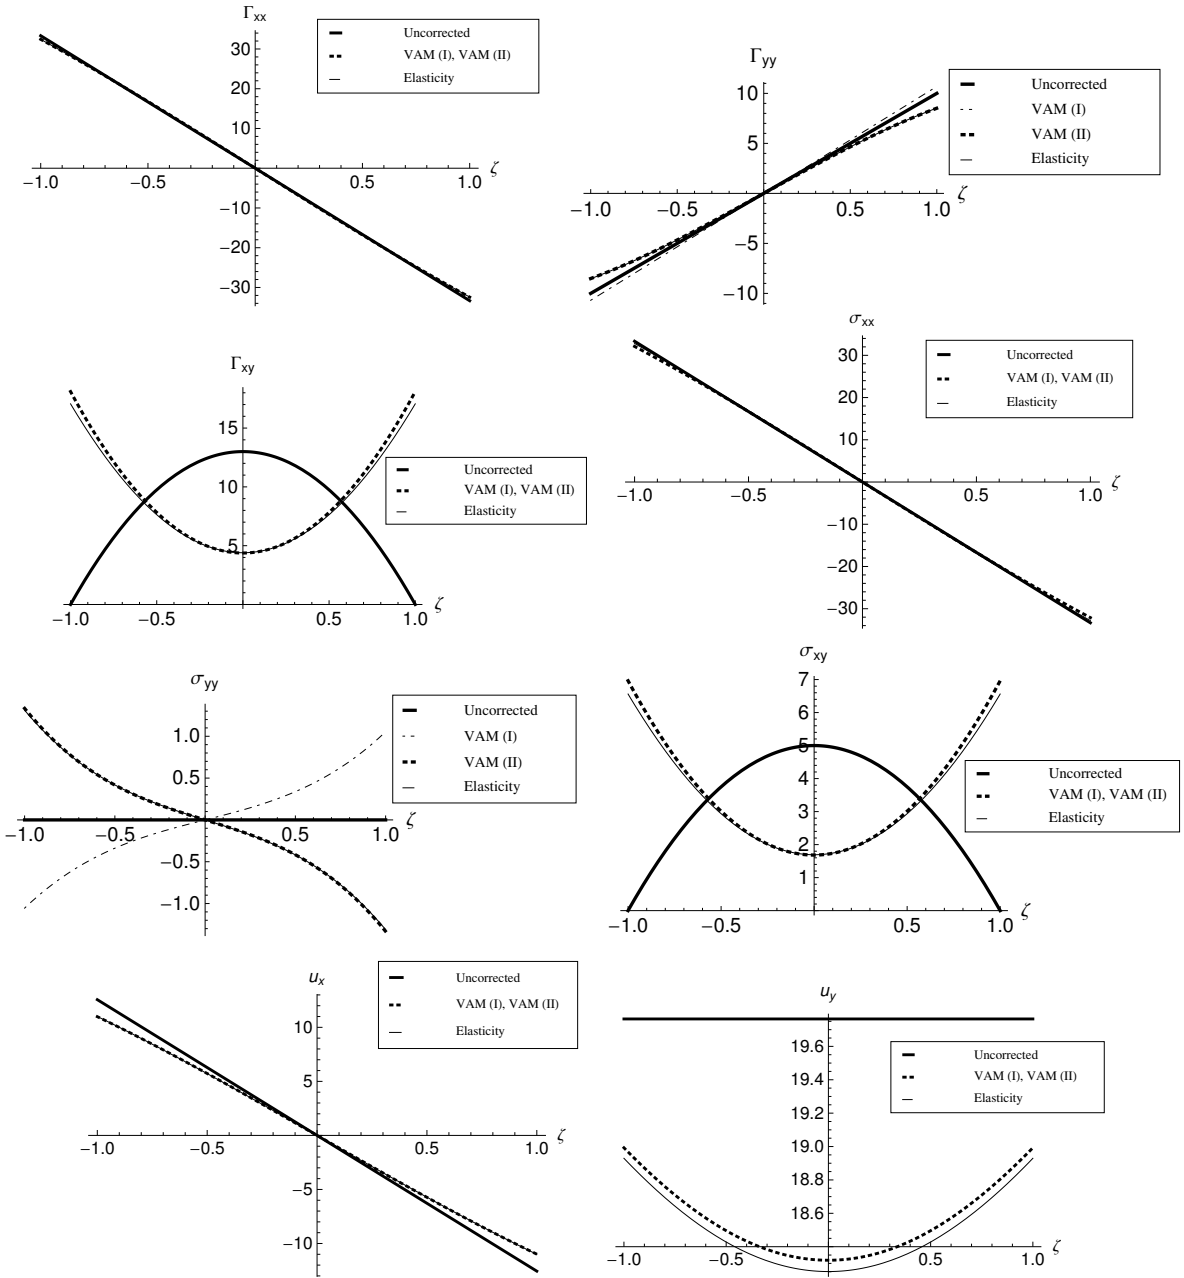 Γxx
30
20
10
−10
−20
−30
−1.0 −0.5 0.5 1.0 ζ
Uncorrected
VAM (I), VAM (II)
Elasticity
Γyy
10
5
−5
−10
−1.0 −0.5 0.5 1.0 ζ
Uncorrected
VAM (I)
VAM (II)
Elasticity
Γxy
15
10
5
−1.0 −0.5 0.5 1.0 ζ
Uncorrected
VAM (I), VAM (II)
Elasticity
σxx
30
20
10
−10
−20
−30
−1.0 −0.5 0.5 1.0 ζ
Uncorrected
VAM (I), VAM (II)
Elasticity
σyy
1.0
0.5
−0.5
−1.0
−1.0 −0.5 0.5 1.0 ζ
Uncorrected
VAM (I)
VAM (II)
Elasticity
σxy
7
6
5
4
3
2
1
−1.0 −0.5 0.5 1.0 ζ
Uncorrected
VAM (I), VAM (II)
Elasticity
ux
10
5
−5
−10
−1.0 −0.5 0.5 1.0 ζ
Uncorrected
VAM (I), VAM (II)
Elasticity
uy
19.6
19.4
19.2
19.0
18.8
18.6
−1.0 −0.5 0.5 1.0 ζ
Uncorrected
VAM (I), VAM (II)
Elasticity